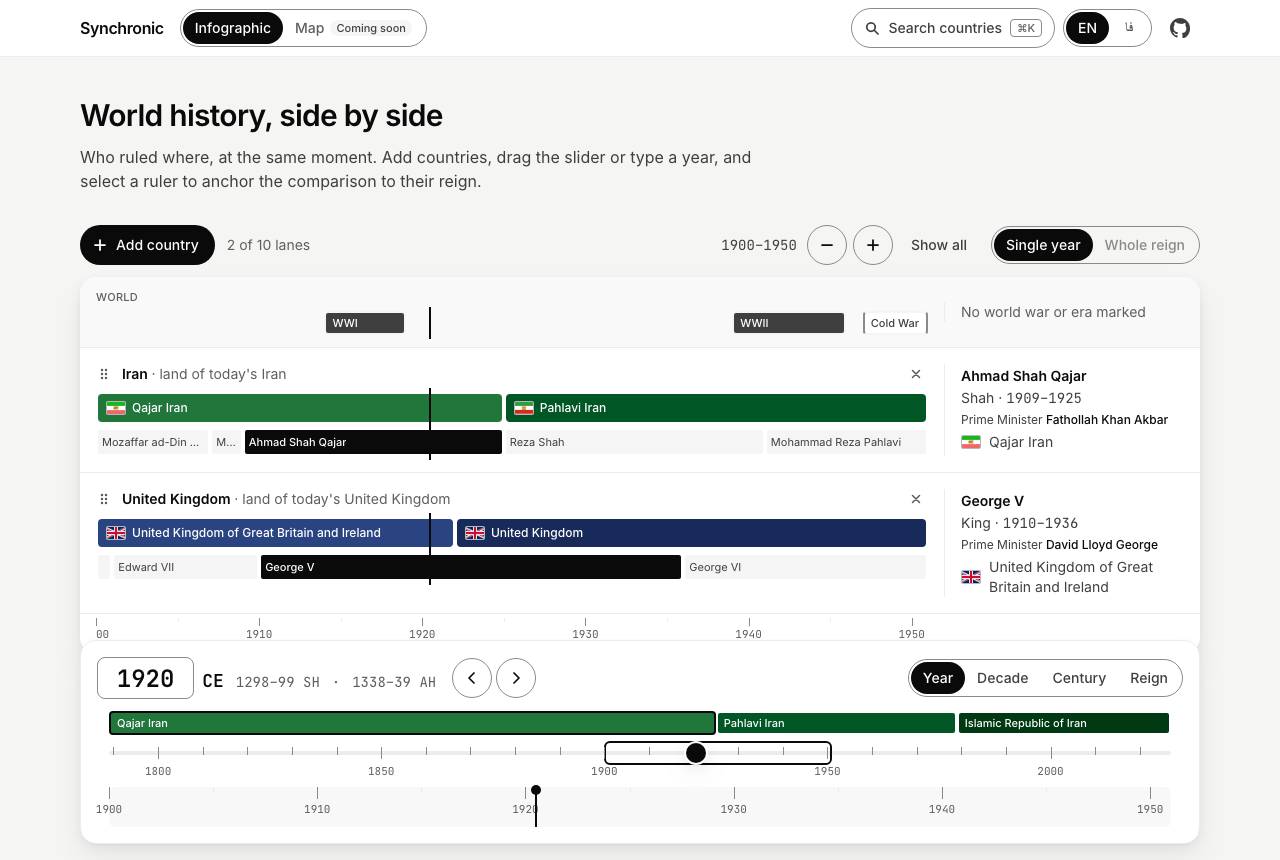 Synchronic
Infographic
Map
Coming soon
Search countries
⌘K
EN
World history, side by side
Who ruled where, at the same moment. Add countries, drag the slider or type a year, and
select a ruler to anchor the comparison to their reign.
Add country
2 of 10 lanes
1900–1950
Show all
Single year
Whole reign
WORLD
WWI
WWII
Cold War
No world war or era marked
Iran · land of today's Iran
Qajar Iran
Pahlavi Iran
Mozaffar ad-Din ...
M...
Ahmad Shah Qajar
Reza Shah
Mohammad Reza Pahlavi
Ahmad Shah Qajar
Shah · 1909–1925
Prime Minister Fathollah Khan Akbar
Qajar Iran
United Kingdom · land of today's United Kingdom
United Kingdom of Great Britain and Ireland
United Kingdom
Edward VII
George V
George VI
George V
King · 1910–1936
Prime Minister David Lloyd George
United Kingdom of Great
Britain and Ireland
00
1910
1920
1930
1940
1950
1920
CE
1298–99 SH · 1338–39 AH
Year
Decade
Century
Reign
Qajar Iran
Pahlavi Iran
Islamic Republic of Iran
1800
1850
1900
1950
2000
1900
1910
1920
1930
1940
1950